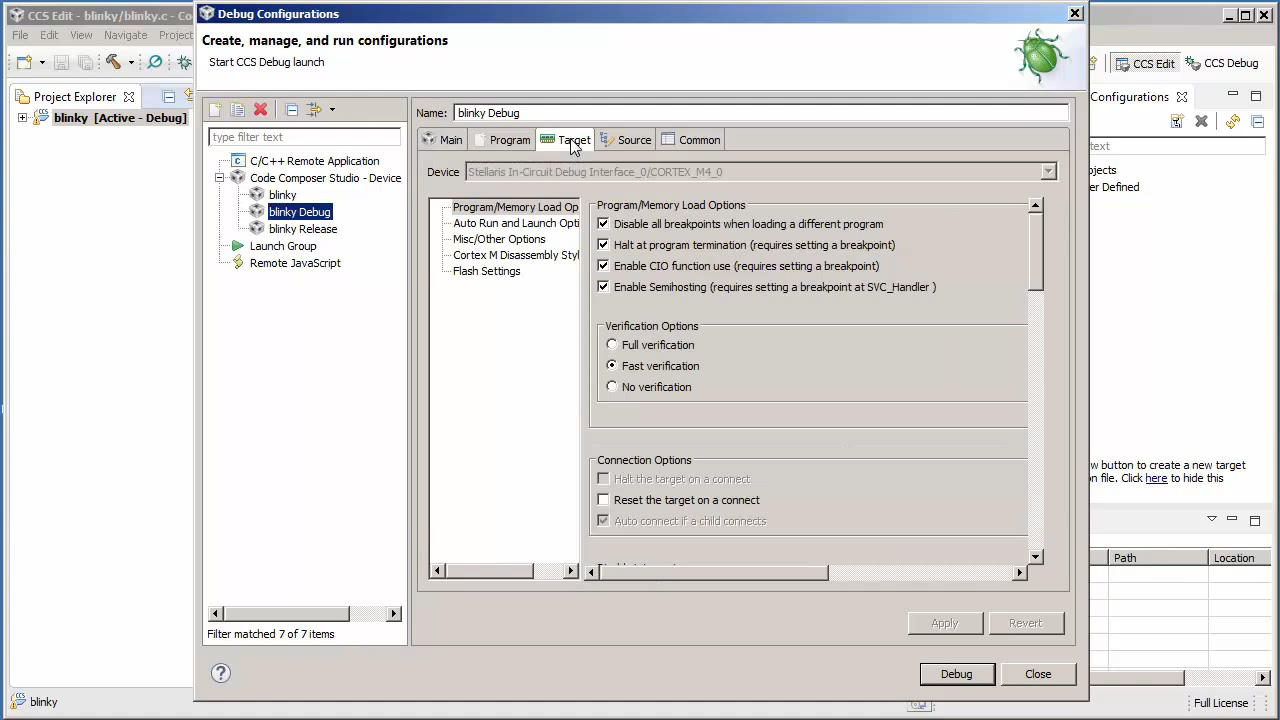 CCS Edit - blinky/blinky.c - Co
Debug Configurations
File Edit View Navigate Project
Create, manage, and run configurations
Start CCS Debug launch
CCS Edit
CCS Debug
Project Explorer
Configurations
blinky [Active - Debug]
type filter text
C/C++ Remote Application
Code Composer Studio - Device
blinky
blinky Debug
blinky Release
Launch Group
Remote JavaScript
Filter matched 7 of 7 items
Name: blinky Debug
Main Program Target Source Common
Device Stellaris In-Circuit Debug Interface_0/CORTEX_M4_0
Program/Memory Load Op
Auto Run and Launch Opti
Misc/Other Options
Cortex M Disassembly Styl
Flash Settings
Program/Memory Load Options
Disable all breakpoints when loading a different program
Halt at program termination (requires setting a breakpoint)
Enable CIO function use (requires setting a breakpoint)
Enable Semihosting (requires setting a breakpoint at SVC_Handler )
Verification Options
Full verification
Fast verification
No verification
Connection Options
Halt the target on a connect
Reset the target on a connect
Auto connect if a child connects
Apply Revert
Debug Close
text
ojects
er Defined
w button to create a new target
on file. Click here to hide this
Path Location
blinky
Full License